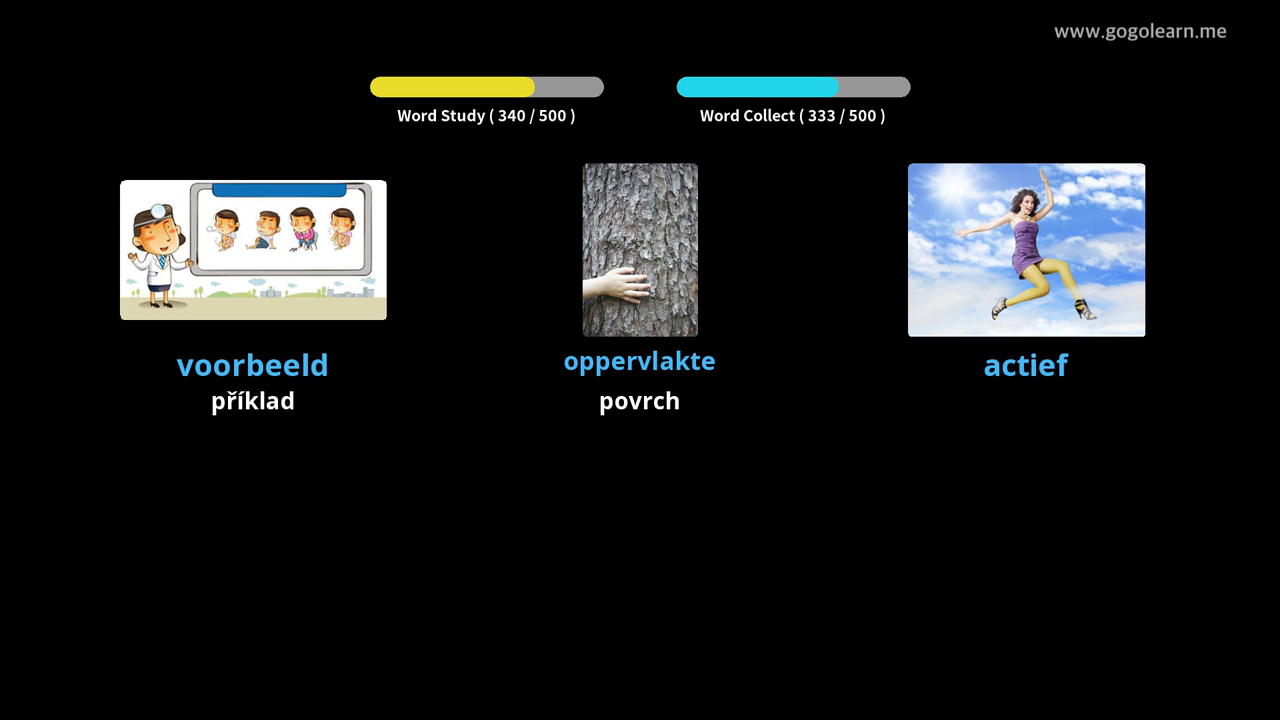 www.gogolearn.me
Word Study ( 340 / 500 )
Word Collect ( 333 / 500 )
voorbeeld
oppervlakte
actief
příklad
povrch